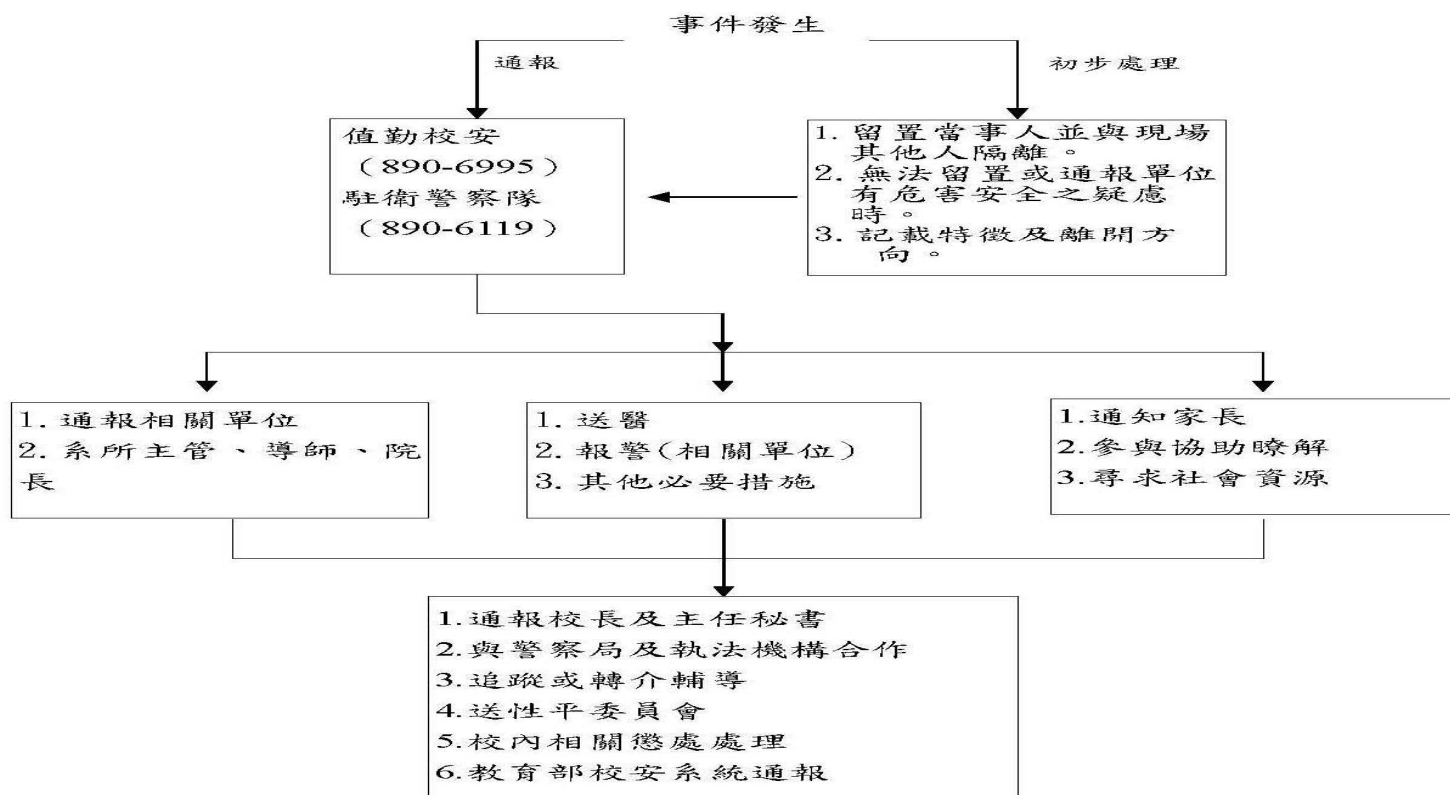 事件發生
通報
初步處理
值勤校安
(890-6995)
駐衛警察隊
(890-6119)
1. 留置當事人並與現場
其他人隔離。
2. 無法留置或通報單位
有危害安全之疑慮
時。
3. 記載特徵及離開方
向。
1. 通報相關單位
2. 系所主管、導師、院
長
1. 送醫
2. 報警(相關單位)
3. 其他必要措施
1.通知家長
2.參與協助瞭解
3.尋求社會資源
1.通報校長及主任秘書
2.與警察局及執法機構合作
3.追蹤或轉介輔導
4.送性平委員會
5.校內相關懲處處理
6.教育部校安系統通報